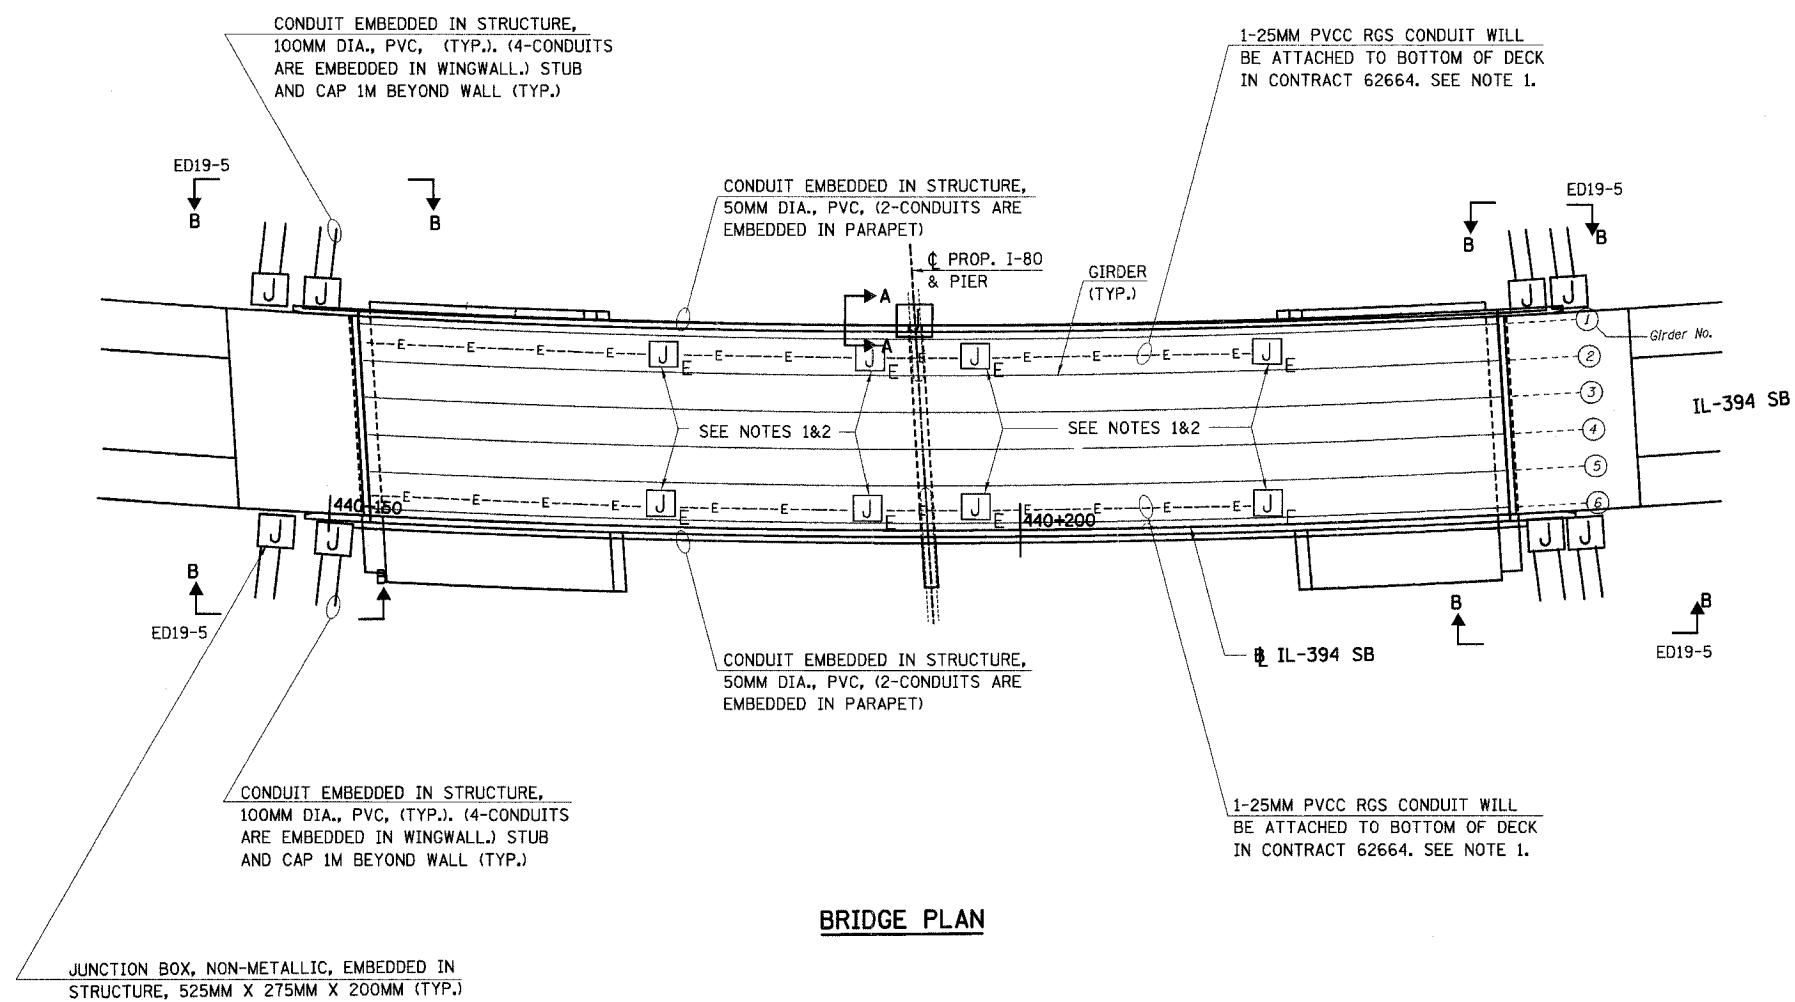 CONDUIT EMBEDDED IN STRUCTURE,
100MM DIA., PVC, (TYP.). (4-CONDUITS
ARE EMBEDDED IN WINGWALL.) STUB
AND CAP 1M BEYOND WALL (TYP.)
1-25MM PVCC RGS CONDUIT WILL
BE ATTACHED TO BOTTOM OF DECK
IN CONTRACT 62664. SEE NOTE 1.
ED19-5
B
B
CONDUIT EMBEDDED IN STRUCTURE,
50MM DIA., PVC, (2-CONDUITS ARE
EMBEDDED IN PARAPET)
ED19-5
B
B
℄ PROP. I-80
& PIER
GIRDER
(TYP.)
J
J
A
A
J
J
1
Girder No.
E E E E J E E E J E E J E E E E J E
2
3
IL-394 SB
SEE NOTES 1&2
SEE NOTES 1&2
4
5
E E E E J E E E J E E J E E E E J E
6
440+150
440+200
J
J
J
J
B
B
B
B
ED19-5
ED19-5
CONDUIT EMBEDDED IN STRUCTURE,
50MM DIA., PVC, (2-CONDUITS ARE
EMBEDDED IN PARAPET)
IL-394 SB
CONDUIT EMBEDDED IN STRUCTURE,
100MM DIA., PVC, (TYP.). (4-CONDUITS
ARE EMBEDDED IN WINGWALL.) STUB
AND CAP 1M BEYOND WALL (TYP.)
1-25MM PVCC RGS CONDUIT WILL
BE ATTACHED TO BOTTOM OF DECK
IN CONTRACT 62664. SEE NOTE 1.
BRIDGE PLAN
JUNCTION BOX, NON-METALLIC, EMBEDDED IN
STRUCTURE, 525MM X 275MM X 200MM (TYP.)